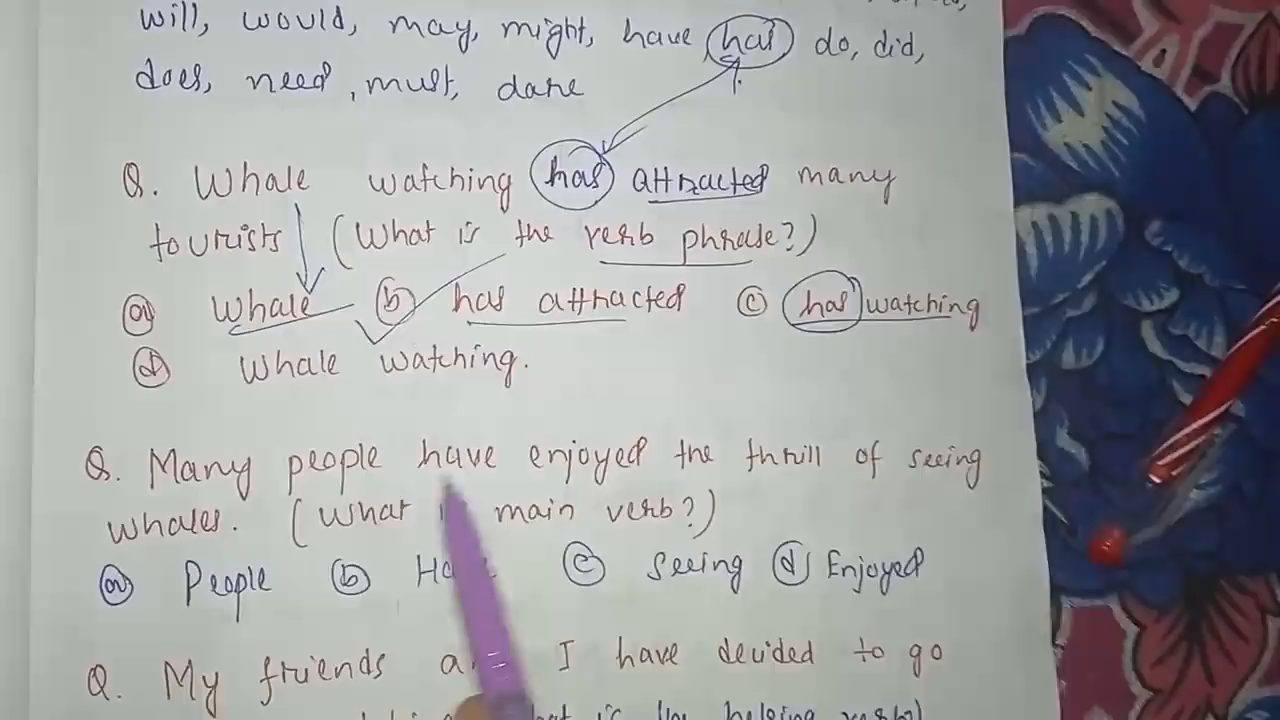 will, would, may, might, have has do, did,
does, need, must, dare
Q. Whale watching has attracted many
tourists (What is the verb phrase?)
(a) Whale (b) has attracted (c) has watching
(d) Whale watching.
Q. Many people have enjoyed the thrill of seeing
whales. (What main verb?)
(a) People (b) (c) Seeing (d) Enjoyed
Q. My friends I have decided to go
helping verb?)